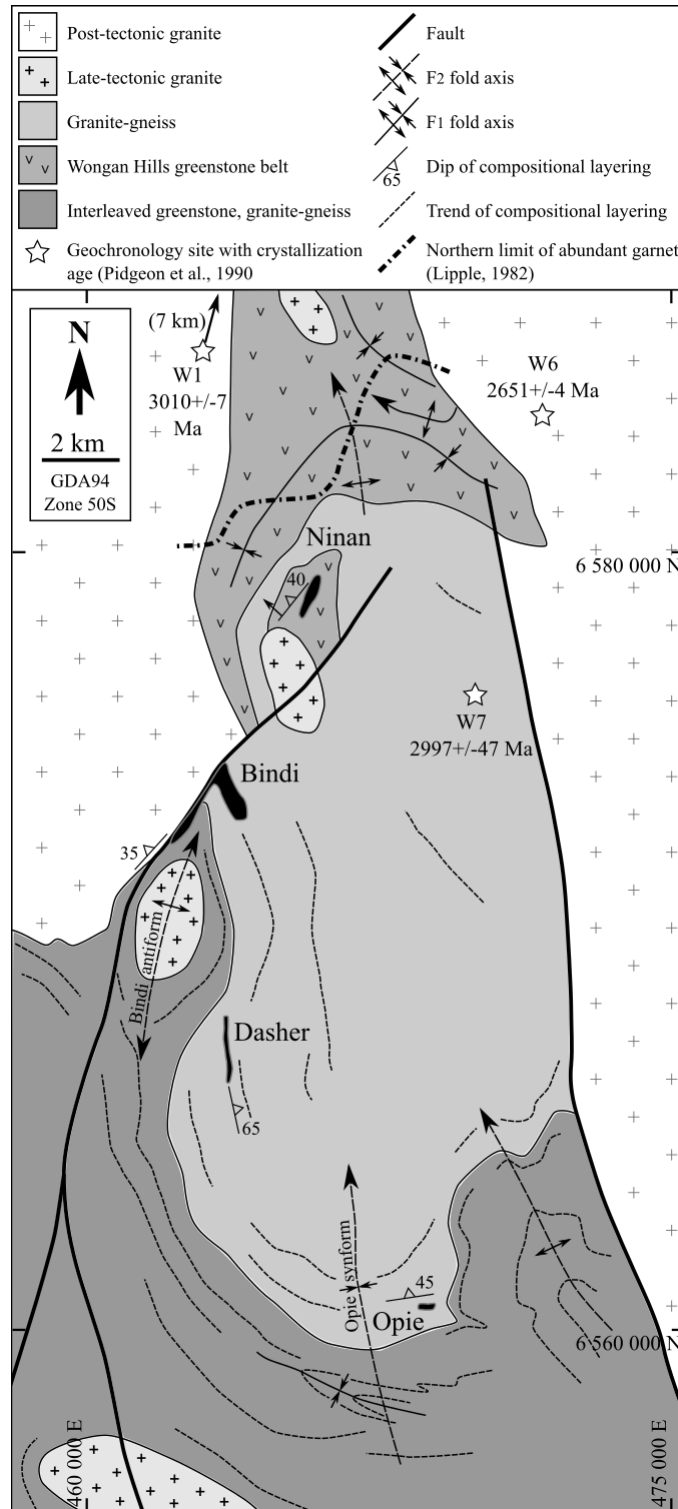 Post-tectonic granite
Late-tectonic granite
Granite-gneiss
Wongan Hills greenstone belt
Interleaved greenstone, granite-gneiss
Geochronology site with crystallization
age (Pidgeon et al., 1990
Fault
F2 fold axis
F1 fold axis
65
Dip of compositional layering
Trend of compositional layering
Northern limit of abundant garnet
(Lipple, 1982)
N
2 km
GDA94
Zone 50S
(7 km)
W1
3010+/-7
Ma
W6
2651+/-4 Ma
Ninan
40
6 580 000 N
W7
2997+/-47 Ma
Bindi
35
Bindi antiform
Dasher
65
Opie synform
45
Opie
6 560 000 N
460 000 E
475 000 E